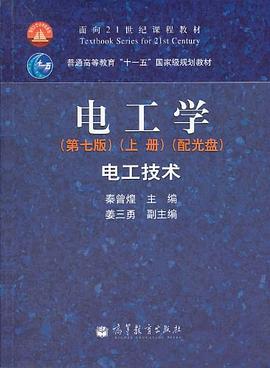 面向21世纪课程教材
Textbook Series for 21st Century
普通高等教育“十一五”国家级规划教材
电工学
(第七版)(上 册)(配光盘)
电工技术
秦曾煌 主编
姜三勇 副主编
高等教育出版社